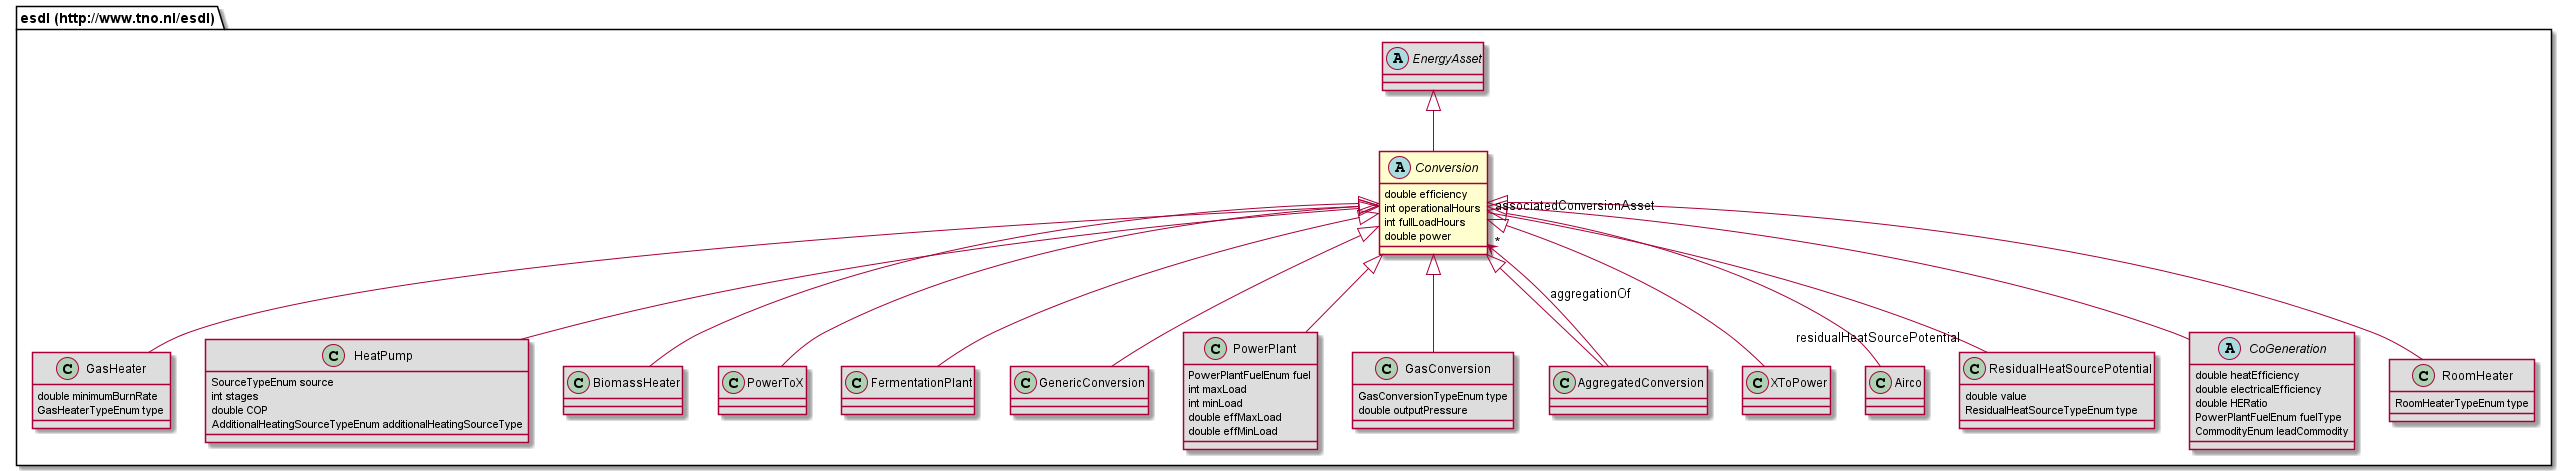 esdl (http://www.tno.nl/esdl)
A EnergyAsset
A Conversion
double efficiency
int operationalHours
int fullLoadHours
double power
associatedConversionAsset
*
aggregationOf
residualHeatSourcePotential
C GasHeater
double minimumBurnRate
GasHeaterTypeEnum type
C HeatPump
SourceTypeEnum source
int stages
double COP
AdditionalHeatingSourceTypeEnum additionalHeatingSourceType
C BiomassHeater
C PowerToX
C FermentationPlant
C GenericConversion
C PowerPlant
PowerPlantFuelEnum fuel
int maxLoad
int minLoad
double effMaxLoad
double effMinLoad
C GasConversion
GasConversionTypeEnum type
double outputPressure
C AggregatedConversion
C XToPower
C Airco
C ResidualHeatSourcePotential
double value
ResidualHeatSourceTypeEnum type
A CoGeneration
double heatEfficiency
double electricalEfficiency
double HERatio
PowerPlantFuelEnum fuelType
CommodityEnum leadCommodity
C RoomHeater
RoomHeaterTypeEnum type